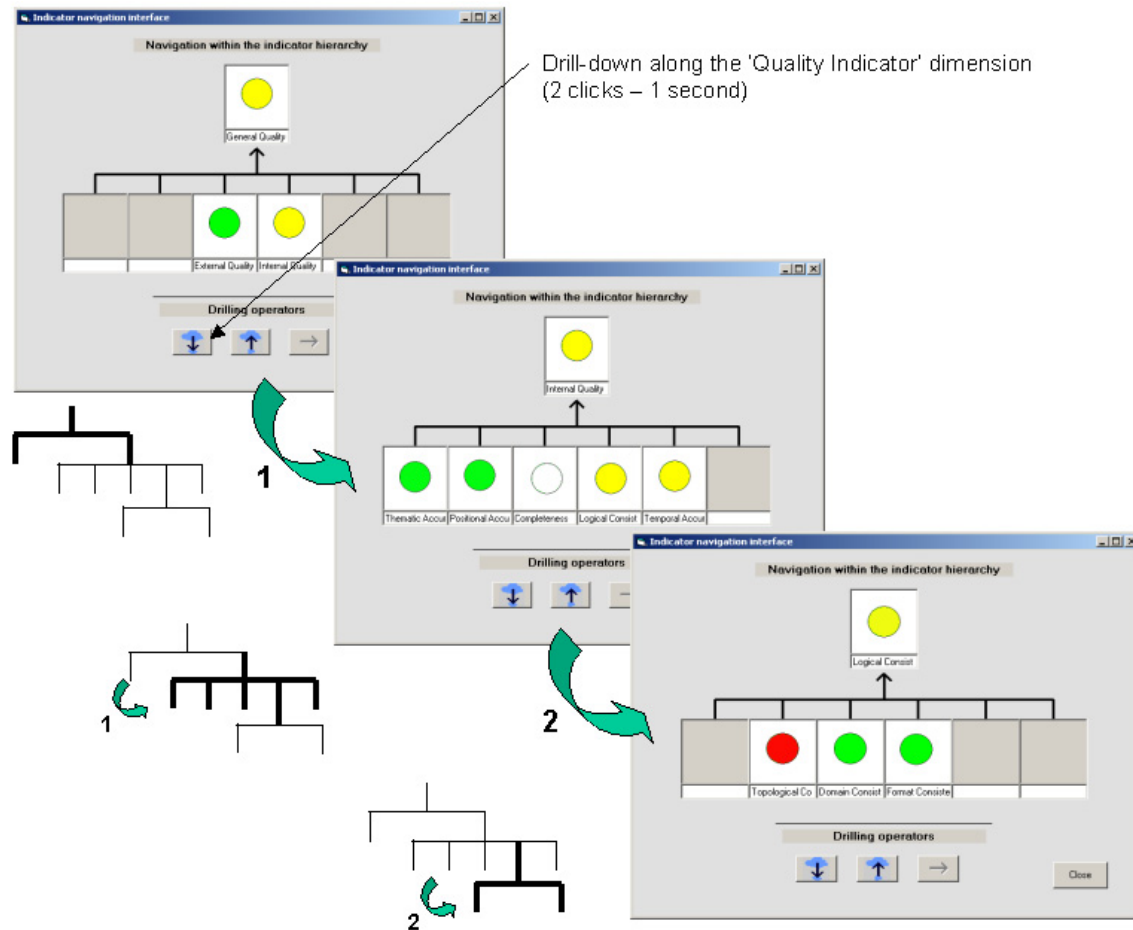 Indicator navigation interface
Navigation within the indicator hierarchy
General Quality
External Quality Internal Quality
Drilling operators
Drill-down along the 'Quality Indicator' dimension
(2 clicks – 1 second)
1
Indicator navigation interface
Navigation within the indicator hierarchy
Internal Quality
Thematic Accur Positional Accu Completeness Logical Consist Temporal Accur
Drilling operators
1
2
Indicator navigation interface
Navigation within the indicator hierarchy
Logical Consist
Topological Co Domain Consist Format Consiste
Drilling operators
Close
2